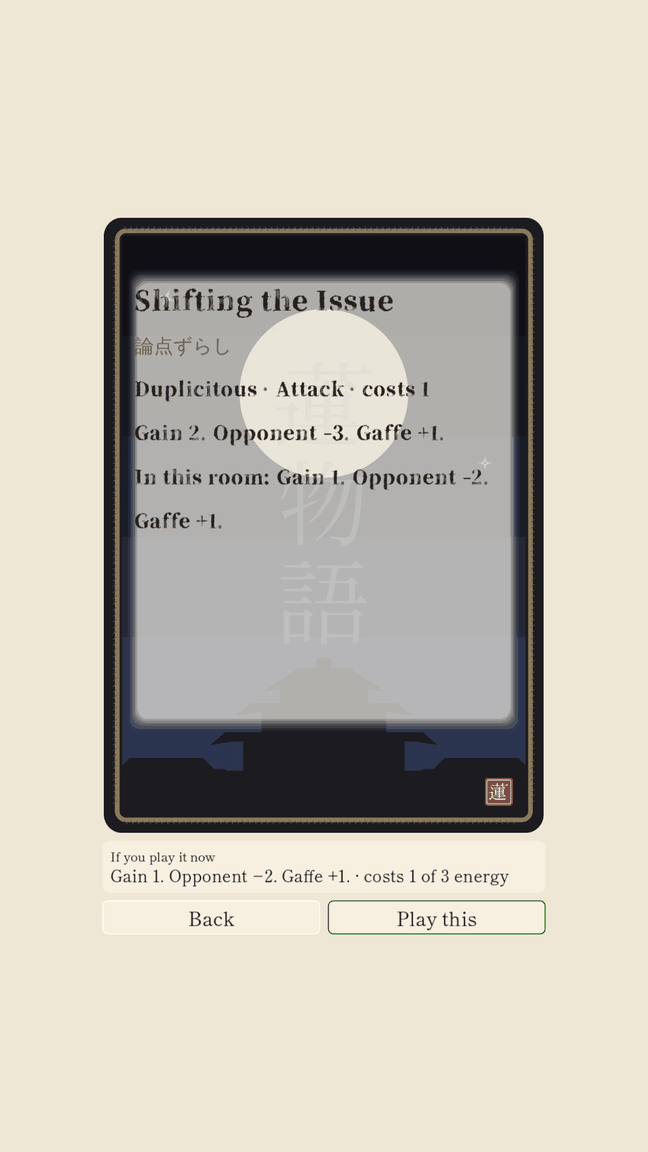 Shifting the Issue
論点ずらし
Duplicitous · Attack · costs 1
Gain 2. Opponent -3. Gaffe +1.
In this room: Gain 1. Opponent -2.
Gaffe +1.
蓮物語
蓮
If you play it now
Gain 1. Opponent −2. Gaffe +1. · costs 1 of 3 energy
Back
Play this